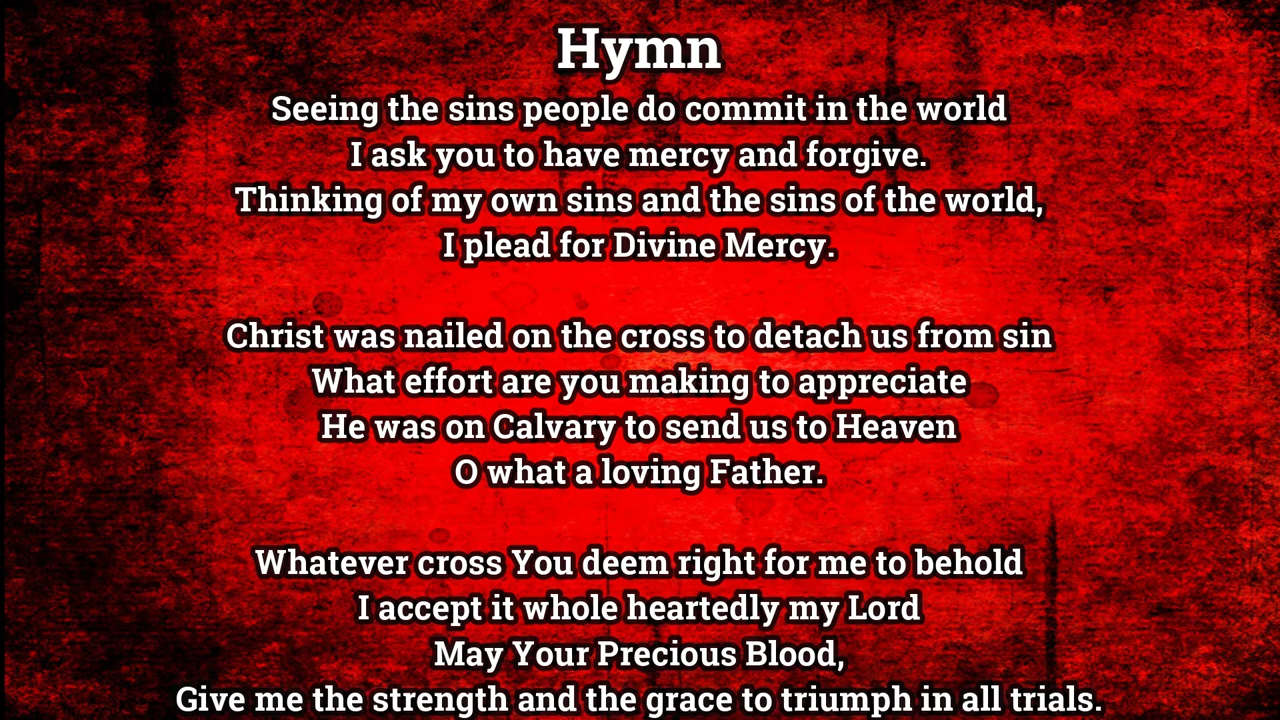 Hymn
Seeing the sins people do commit in the world
I ask you to have mercy and forgive.
Thinking of my own sins and the sins of the world,
I plead for Divine Mercy.
Christ was nailed on the cross to detach us from sin
What effort are you making to appreciate
He was on Calvary to send us to Heaven
O what a loving Father.
Whatever cross You deem right for me to behold
I accept it whole heartedly my Lord
May Your Precious Blood,
Give me the strength and the grace to triumph in all trials.